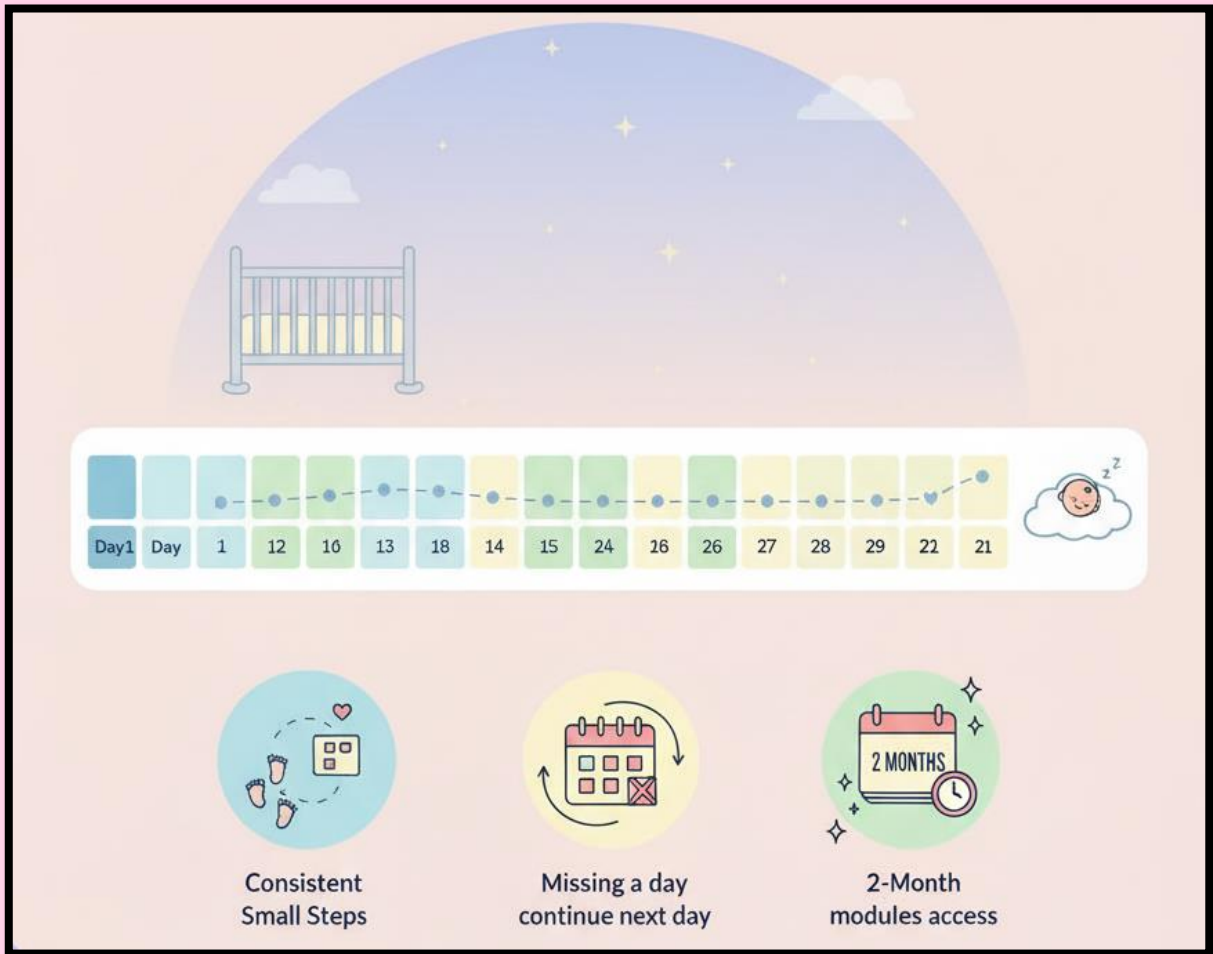 Day1 Day 1 12 16 13 18 14 15 24 26 26 27 28 29 22 21
z z
2 MONTHS
Consistent
Small Steps
Missing a day
continue next day
2-Month
modules access